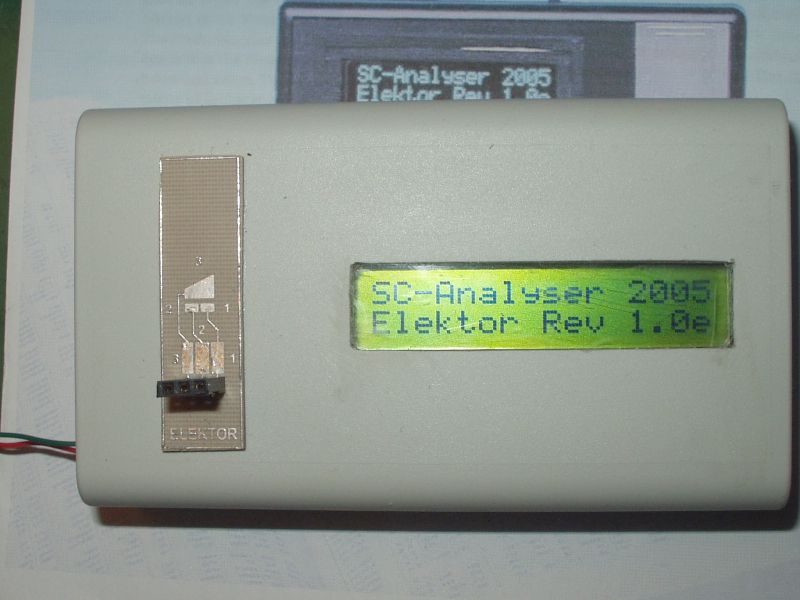 SC-Analyser 2005
Elektor Rev 1.0e
3
2 1
2
3 1
ELEKTOR
SC-Analyser 2005
Elektor Rev 1.0e